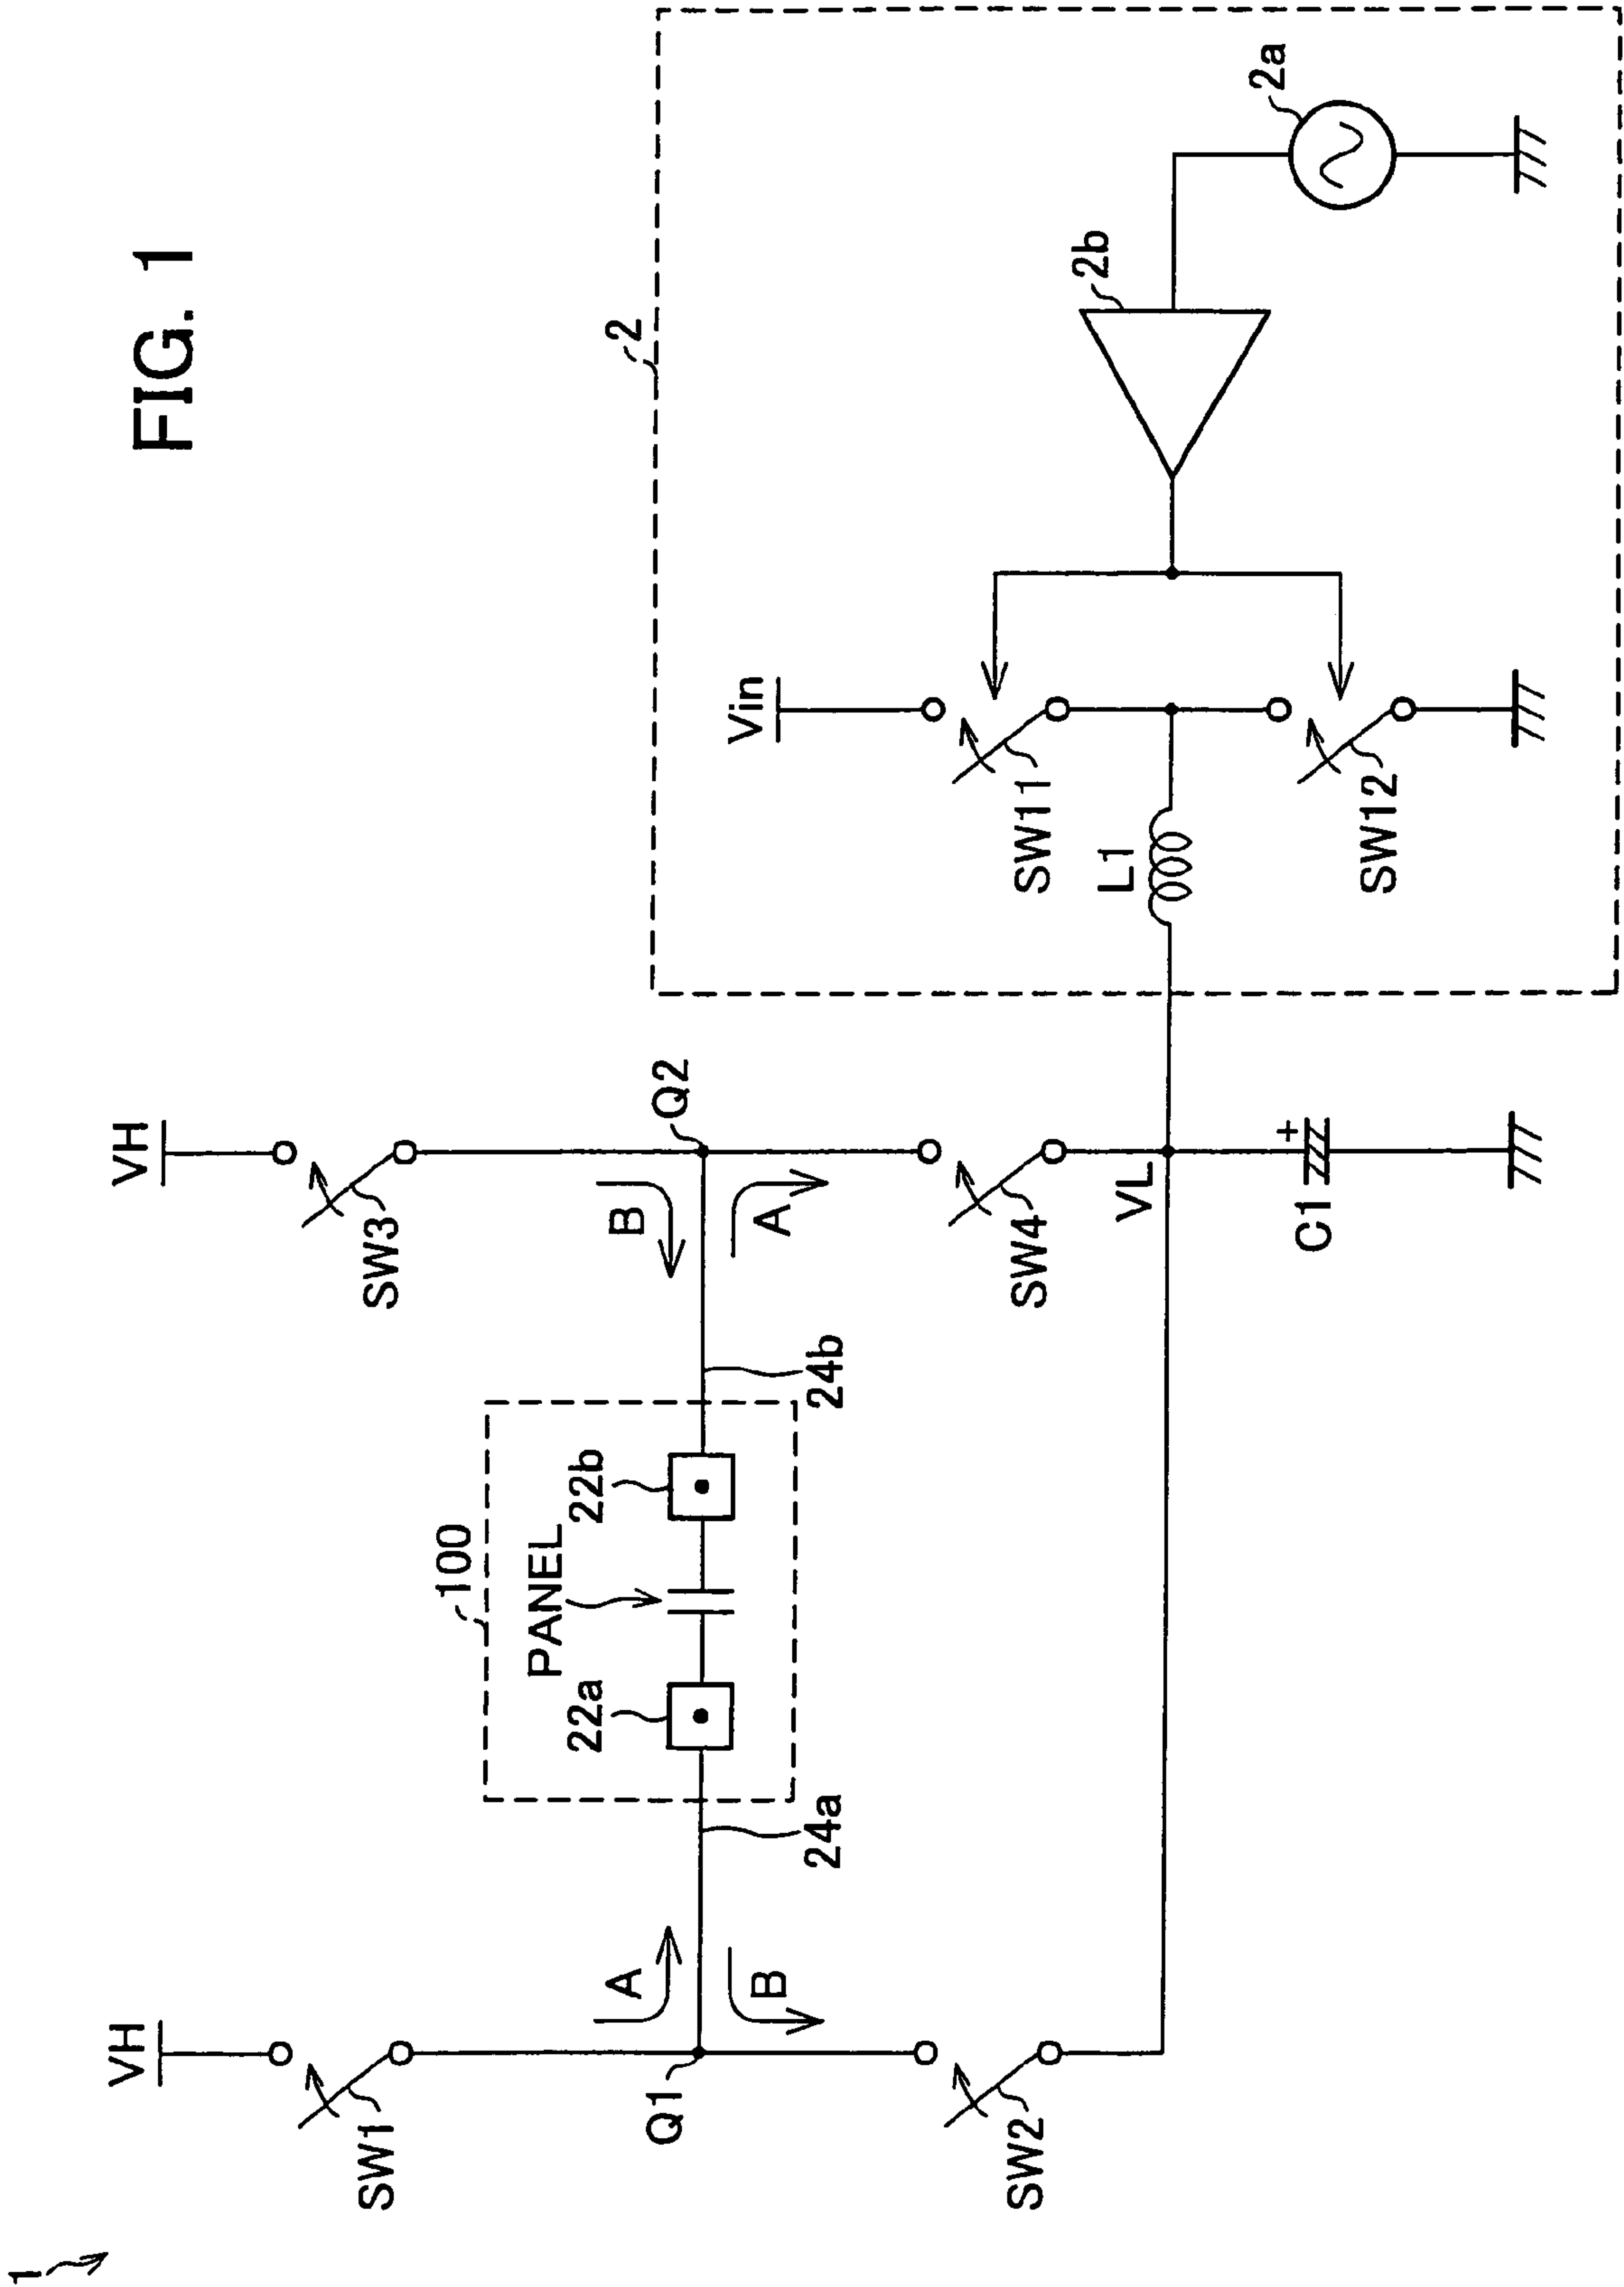 FIG. 1
1
VH
VH
SW1
SW3
100
PANEL
22a
22b
A
B
Q1
Q2
B
A
24a
24b
SW2
SW4
VL
C1
+
2
Vin
SW11
L1
SW12
2b
2a